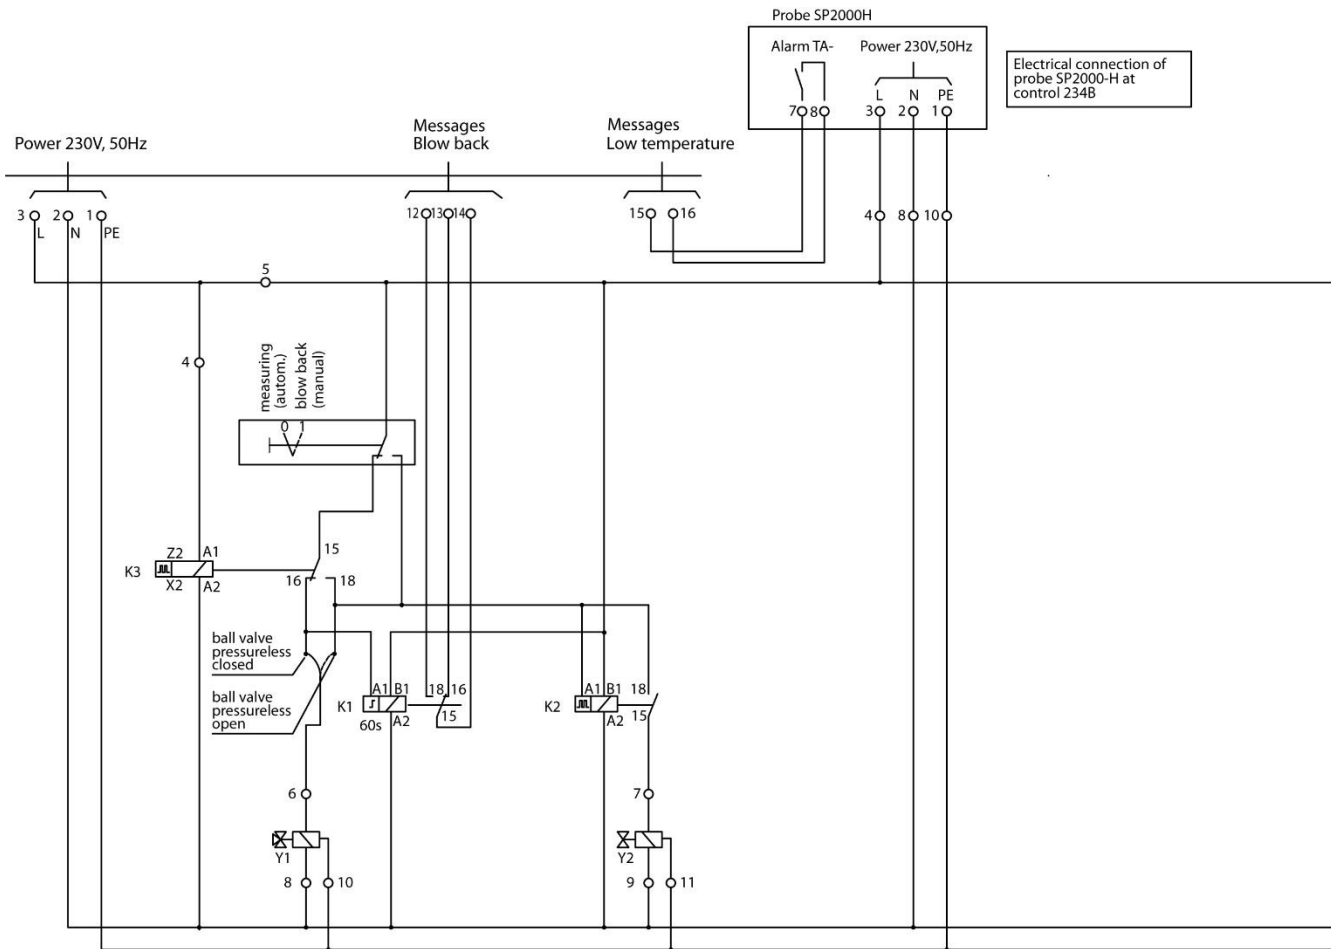 Probe SP2000H
Alarm TA-
Power 230V,50Hz
L N PE
7 8 3 2 1
Electrical connection of
probe SP2000-H at
control 234B
Power 230V, 50Hz
Messages
Blow back
Messages
Low temperature
3 2 1
L N PE
12 13 14
15 16
4 8 10
5
4
measuring
(autom.)
blow back
(manual)
0 1
K3
Z2 A1
X2 A2
15
16 18
ball valve
pressureless
closed
ball valve
pressureless
open
K1
A1 B1
60s A2
18 16
15
K2
A1 B1
A2
18
15
6
7
Y1
Y2
8 10
9 11